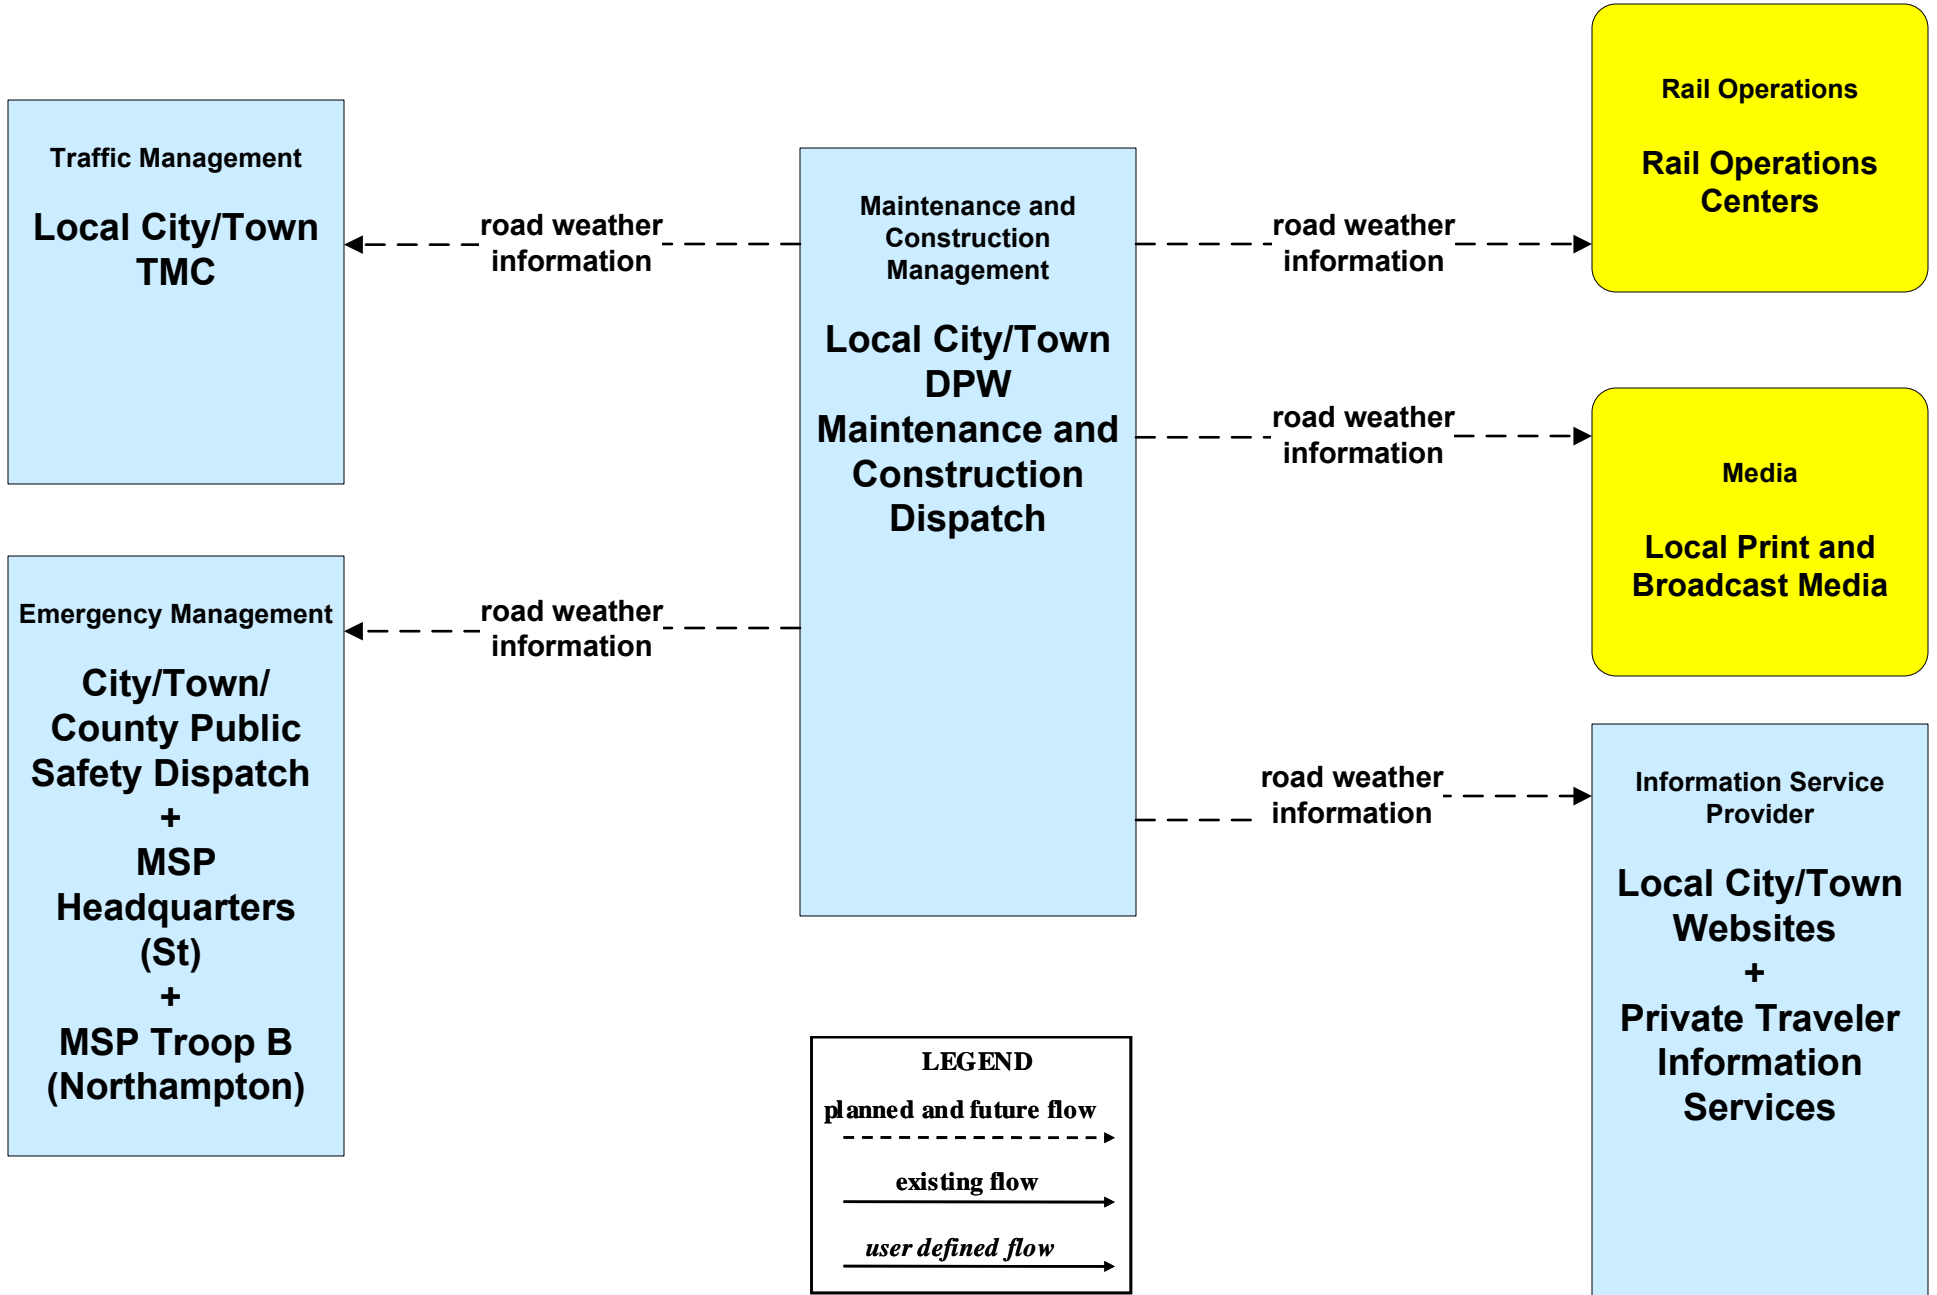 Traffic Management
Local City/Town
TMC
road weather
information
Emergency Management
City/Town/
County Public
Safety Dispatch
+
MSP
Headquarters
(St)
+
MSP Troop B
(Northampton)
road weather
information
Maintenance and
Construction
Management
Local City/Town
DPW
Maintenance and
Construction
Dispatch
road weather
information
Rail Operations
Rail Operations
Centers
road weather
information
Media
Local Print and
Broadcast Media
road weather
information
Information Service
Provider
Local City/Town
Websites
+
Private Traveler
Information
Services
LEGEND
planned and future flow
existing flow
user defined flow